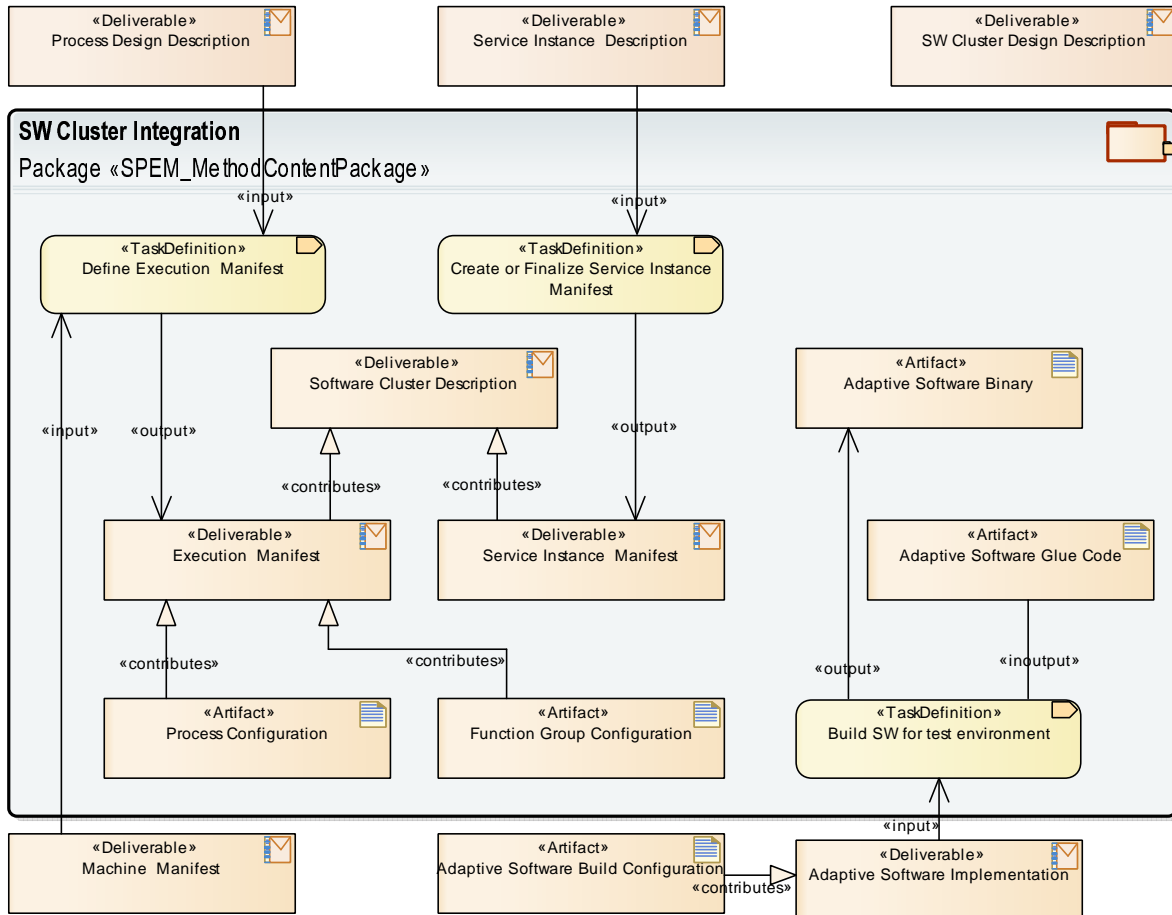 «Deliverable»
Process Design Description
«Deliverable»
Service Instance Description
«Deliverable»
SW Cluster Design Description
SW Cluster Integration
Package «SPEM_MethodContentPackage»
«input»
«input»
«TaskDefinition»
Define Execution Manifest
«TaskDefinition»
Create or Finalize Service Instance
Manifest
«Deliverable»
Software Cluster Description
«Artifact»
Adaptive Software Binary
«input»
«output»
«output»
«contributes»
«contributes»
«Deliverable»
Execution Manifest
«Deliverable»
Service Instance Manifest
«Artifact»
Adaptive Software Glue Code
«contributes»
«contributes»
«output»
«inoutput»
«Artifact»
Process Configuration
«Artifact»
Function Group Configuration
«TaskDefinition»
Build SW for test environment
«input»
«Deliverable»
Machine Manifest
«Artifact»
Adaptive Software Build Configuration
«contributes»
«Deliverable»
Adaptive Software Implementation